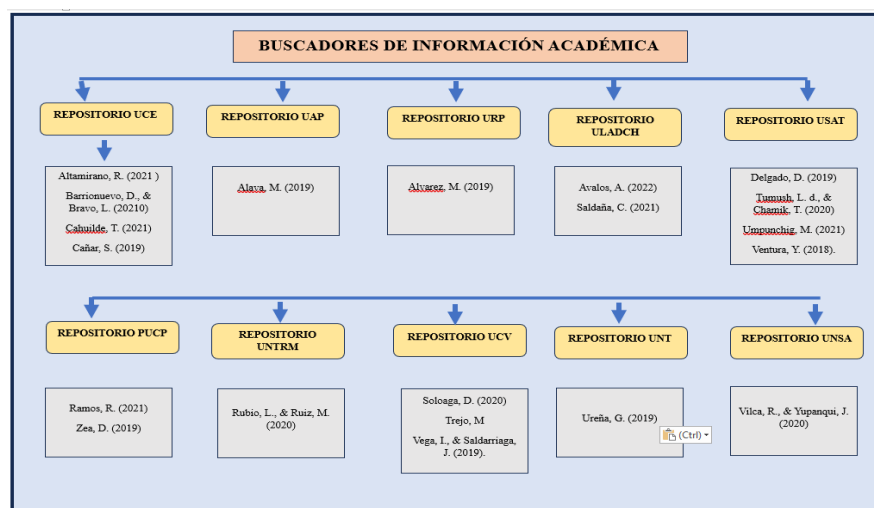 BUSCADORES DE INFORMACIÓN ACADÉMICA
REPOSITORIO UCE
REPOSITORIO UAP
REPOSITORIO URP
REPOSITORIO
ULADCH
REPOSITORIO USAT
Altamirano, R. (2021 )
Barrionuevo, D., &
Bravo, L. (20210)
Cahuilde, T. (2021)
Cañar, S. (2019)
Alava, M. (2019)
Alvarez, M. (2019)
Avalos, A. (2022)
Saldaña, C. (2021)
Delgado, D. (2019)
Tumush, L. d., &
Chamik, T. (2020)
Umpunchig, M. (2021)
Ventura, Y. (2018).
REPOSITORIO PUCP
REPOSITORIO
UNTRM
REPOSITORIO UCV
REPOSITORIO UNT
REPOSITORIO UNSA
Ramos, R. (2021)
Zea, D. (2019)
Rubio, L., & Ruiz, M.
(2020)
Soloaga, D. (2020)
Trejo, M
Vega, I., & Saldarriaga,
J. (2019).
Ureña, G. (2019)
(Ctrl)
Vilca, R., & Yupanqui, J.
(2020)